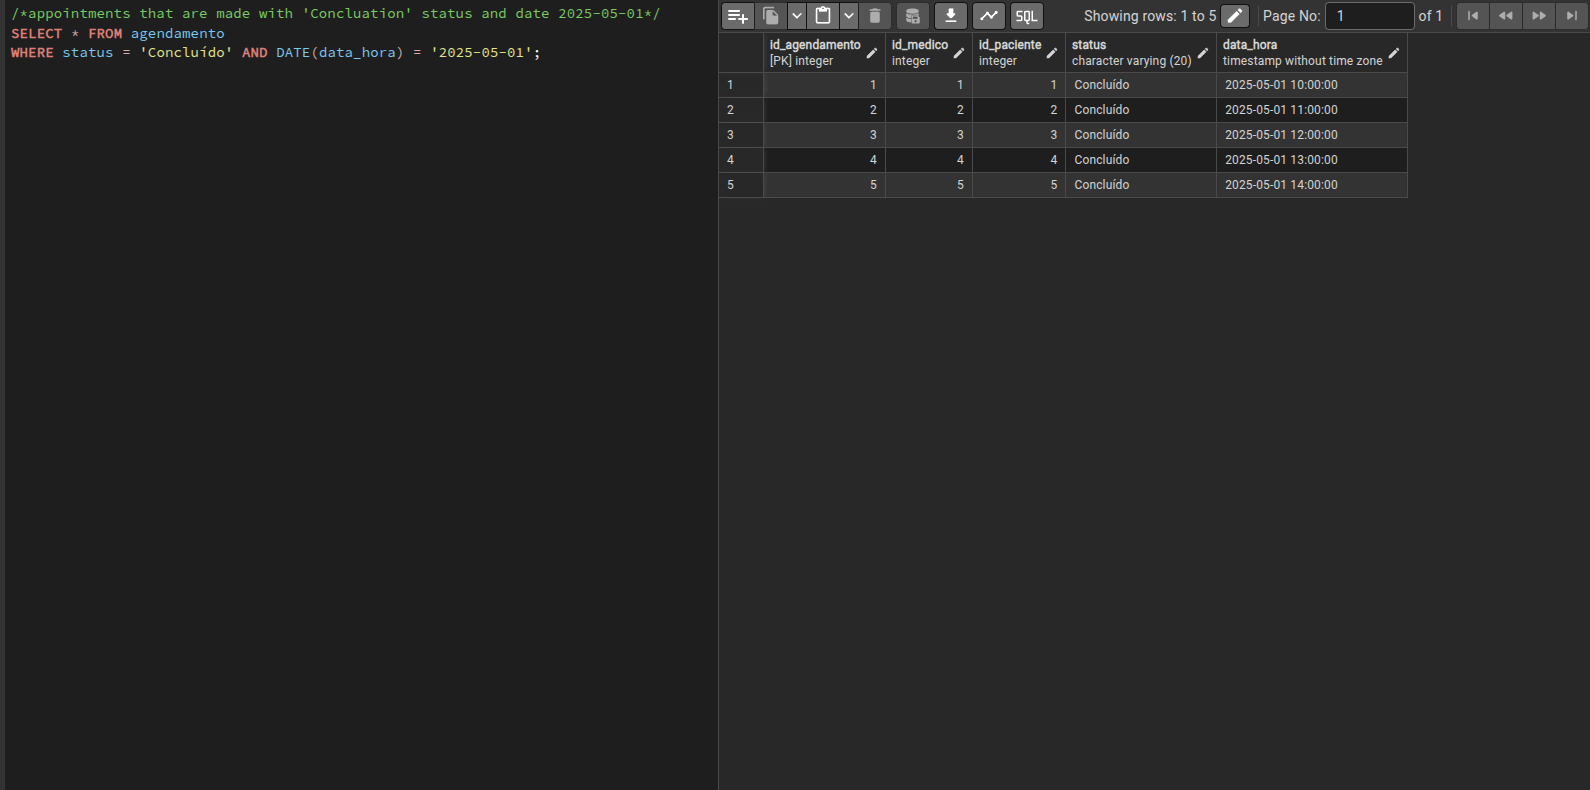 /*appointments that are made with 'Concluation' status and date 2025-05-01*/
SELECT * FROM agendamento
WHERE status = 'Concluído' AND DATE(data_hora) = '2025-05-01';
SQL Showing rows: 1 to 5 Page No: 1 of 1
id_agendamento id_medico id_paciente status data_hora
[PK] integer integer integer character varying (20) timestamp without time zone
1 1 1 1 Concluído 2025-05-01 10:00:00
2 2 2 2 Concluído 2025-05-01 11:00:00
3 3 3 3 Concluído 2025-05-01 12:00:00
4 4 4 4 Concluído 2025-05-01 13:00:00
5 5 5 5 Concluído 2025-05-01 14:00:00